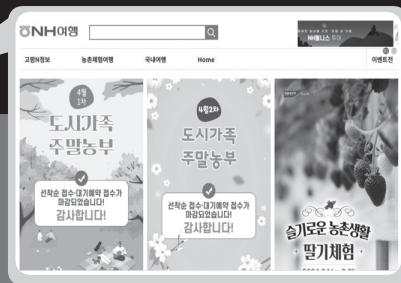 NH여행
NH웰니스 투어
고향N정보 농촌체험여행 국내여행 Home 이벤트전
4월
1차
도시가족
주말농부
선착순 접수·대기예약 접수가
마감되었습니다!
감사합니다!
4월2차
도시가족
주말농부
선착순 접수·대기예약 접수가
마감되었습니다!
감사합니다!
슬기로운 농촌생활
딸기체험